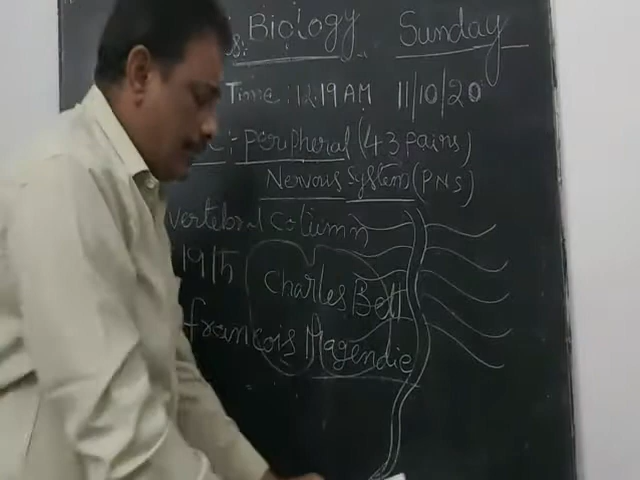 Biology Sunday
Time: 12.19 AM 11/10/20
: Peripheral (43 pairs)
Nervous System (PNS)
vertebral Column
19th Charles Bell
Francois Magendie